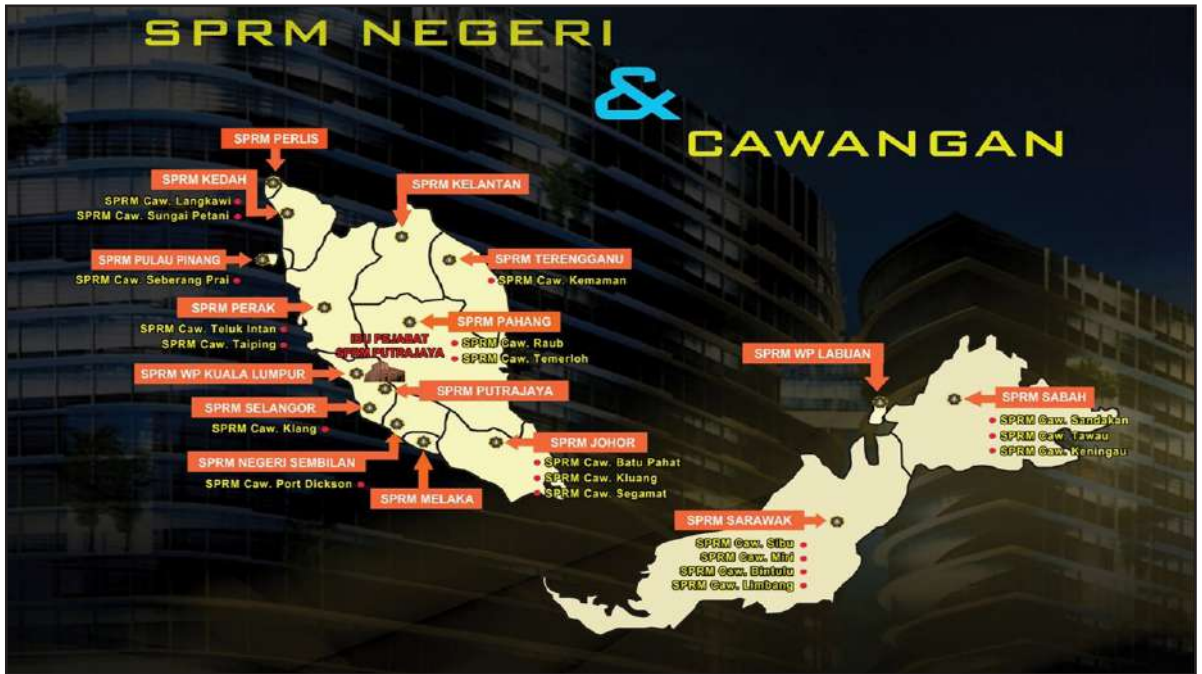 SPRM NEGERI
&
CAWANGAN
SPRM PERLIS
SPRM KEDAH
SPRM Caw. Langkawi
SPRM Caw. Sungai Petani
SPRM KELANTAN
SPRM PULAU PINANG
SPRM Caw. Seberang Prai
SPRM TERENGGANU
SPRM Caw. Kemaman
SPRM PERAK
SPRM Caw. Teluk Intan
SPRM Caw. Taiping
SPRM PAHANG
SPRM Caw. Raub
SPRM Caw. Temerloh
IBU PEJABAT
SPRM PUTRAJAYA
SPRM WP KUALA LUMPUR
SPRM PUTRAJAYA
SPRM SELANGOR
SPRM Caw. Klang
SPRM NEGERI SEMBILAN
SPRM Caw. Port Dickson
SPRM MELAKA
SPRM JOHOR
SPRM Caw. Batu Pahat
SPRM Caw. Kluang
SPRM Caw. Segamat
SPRM WP LABUAN
SPRM SABAH
SPRM Caw. Sandakan
SPRM Caw. Tawau
SPRM Caw. Keningau
SPRM SARAWAK
SPRM Caw. Sibu
SPRM Caw. Miri
SPRM Caw. Bintulu
SPRM Caw. Limbang